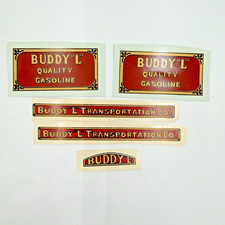 BUDDY "L"
QUALITY
GASOLINE
BUDDY "L"
QUALITY
GASOLINE
BUDDY L TRANSPORTATION CO.
BUDDY L TRANSPORTATION CO.
BUDDY L